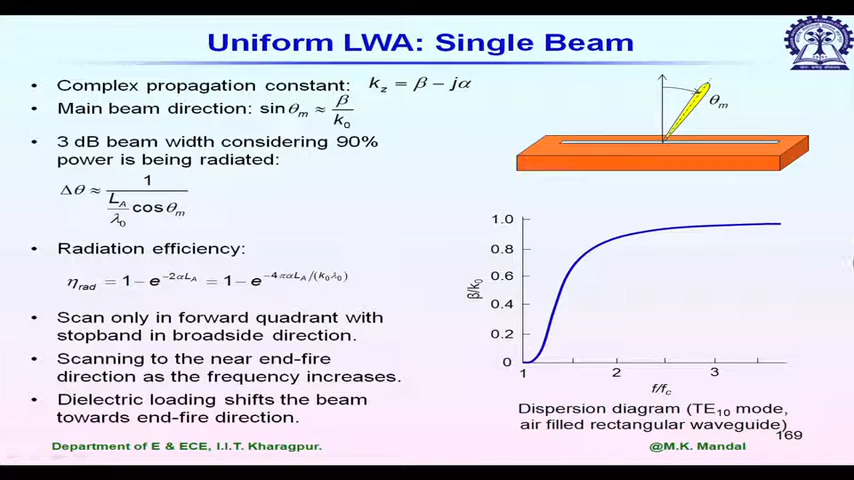 Uniform LWA: Single Beam
• Complex propagation constant: k_z = β − jα
• Main beam direction: sin θ_m ≈ β / k_0
• 3 dB beam width considering 90%
power is being radiated:
Δθ ≈ 1 / ((L_A / λ_0) cos θ_m)
• Radiation efficiency:
η_rad = 1 − e^(−2αL_A) = 1 − e^(−4παL_A/(k_0λ_0))
• Scan only in forward quadrant with
stopband in broadside direction.
• Scanning to the near end-fire
direction as the frequency increases.
• Dielectric loading shifts the beam
towards end-fire direction.
θ_m
1.0
0.8
0.6
0.4
0.2
0
β/k_0
1 2 3
f/f_c
Dispersion diagram (TE_10 mode,
air filled rectangular waveguide)
169
Department of E & ECE, I.I.T. Kharagpur.
@M.K. Mandal